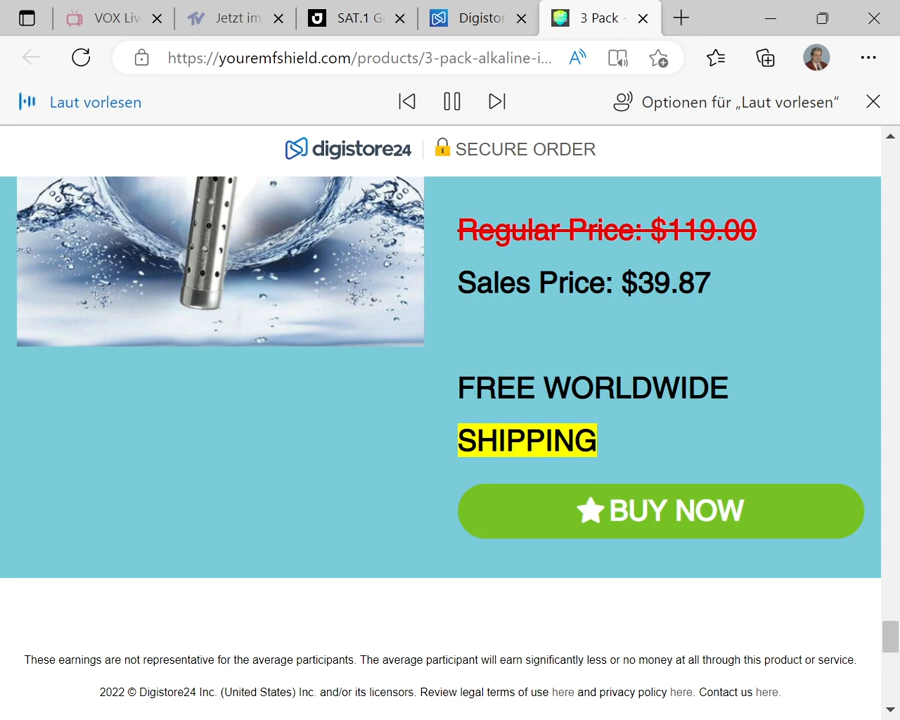 VOX Liv
Jetzt im
SAT.1 G
Digistor
3 Pack -
https://youremfshield.com/products/3-pack-alkaline-i...
Laut vorlesen
Optionen für „Laut vorlesen“
digistore24
SECURE ORDER
Regular Price: $119.00
Sales Price: $39.87
FREE WORLDWIDE
SHIPPING
BUY NOW
These earnings are not representative for the average participants. The average participant will earn significantly less or no money at all through this product or service.
2022 © Digistore24 Inc. (United States) Inc. and/or its licensors. Review legal terms of use here and privacy policy here. Contact us here.